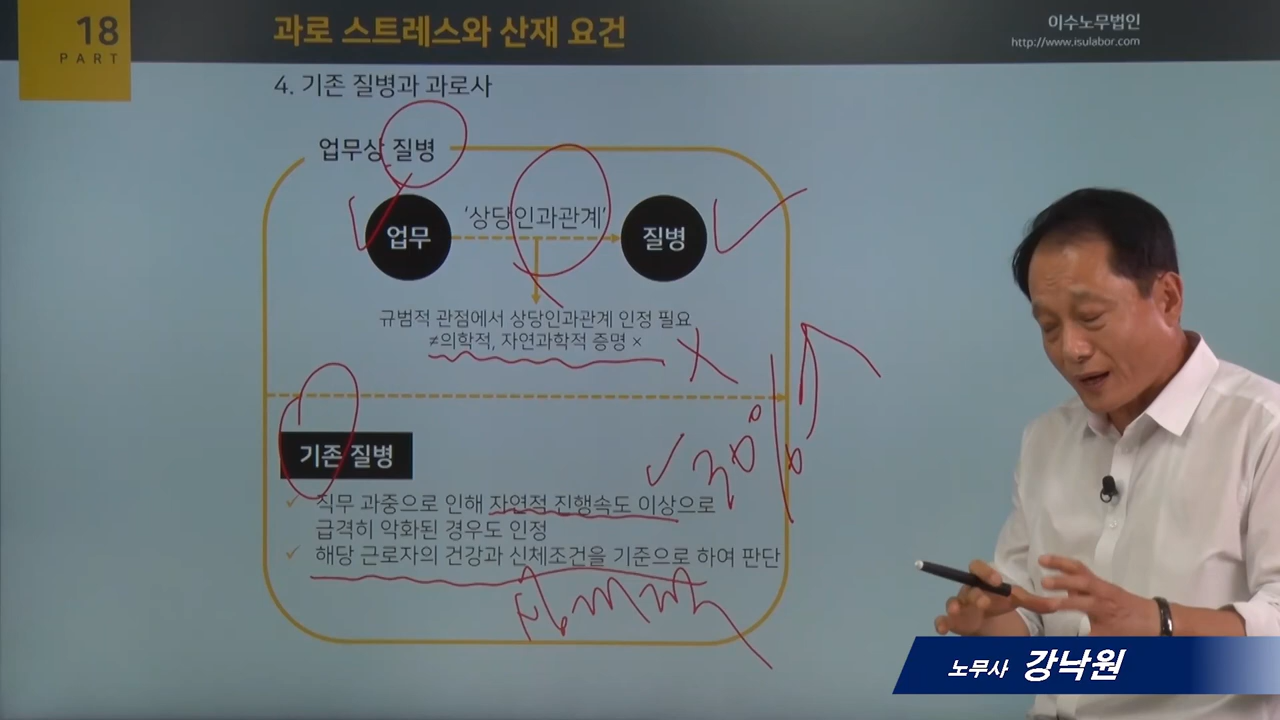 18
PART
과로 스트레스와 산재 요건
이수노무법인
http://www.isulabor.com
4. 기존 질병과 과로사
업무상 질병
업무
'상당인과관계'
질병
규범적 관점에서 상당인과관계 인정 필요
≠의학적, 자연과학적 증명 ×
기존 질병
✓ 직무 과중으로 인해 자연적 진행속도 이상으로
급격히 악화된 경우도 인정
✓ 해당 근로자의 건강과 신체조건을 기준으로 하여 판단
30%
노무사 강낙원